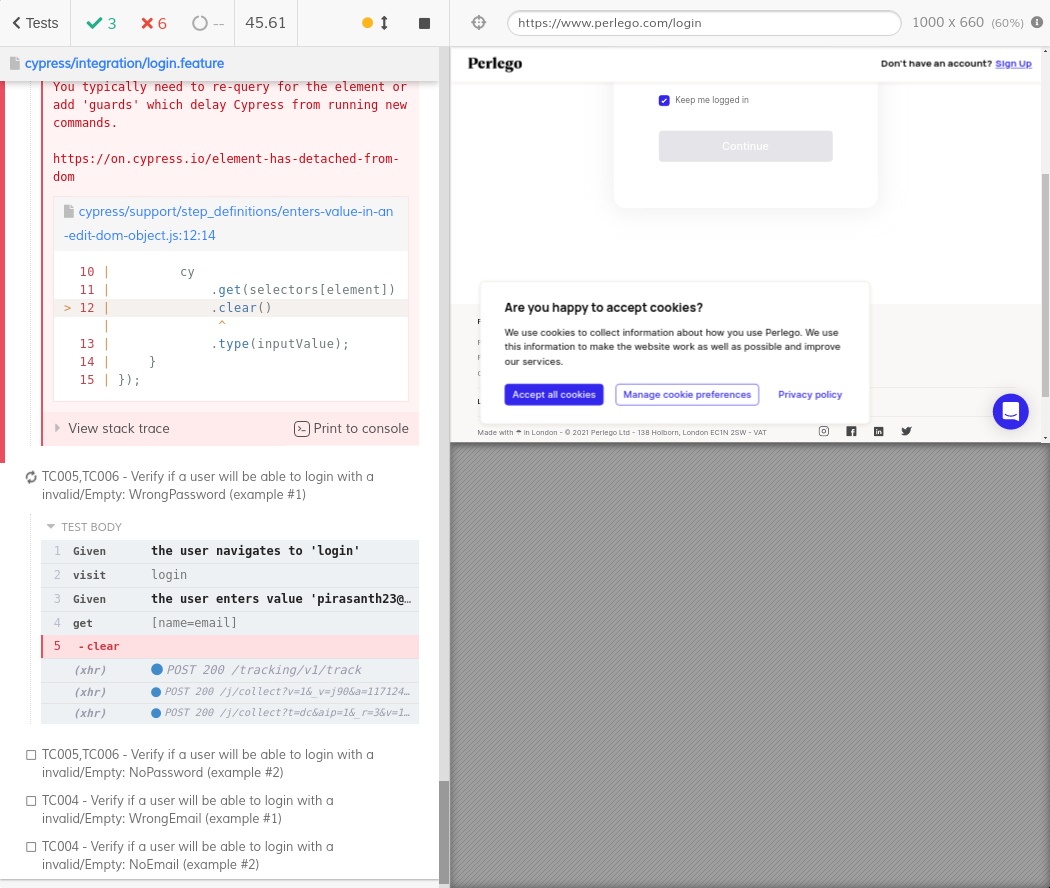 Tests
3
6
--
45.61
https://www.perlego.com/login
1000 x 660 (60%)
cypress/integration/login.feature
You typically need to re-query for the element or
add 'guards' which delay Cypress from running new
commands.
https://on.cypress.io/element-has-detached-from-
dom
cypress/support/step_definitions/enters-value-in-an
-edit-dom-object.js:12:14
10 | cy
11 | .get(selectors[element])
> 12 | .clear()
| ^
13 | .type(inputValue);
14 | }
15 | });
View stack trace
Print to console
TC005,TC006 - Verify if a user will be able to login with a
invalid/Empty: WrongPassword (example #1)
TEST BODY
1 Given the user navigates to 'login'
2 visit login
3 Given the user enters value 'pirasanth23@…
4 get [name=email]
5 -clear
(xhr) POST 200 /tracking/v1/track
(xhr) POST 200 /j/collect?v=1&_v=j90&a=117124…
(xhr) POST 200 /j/collect?t=dc&aip=1&_r=3&v=1…
TC005,TC006 - Verify if a user will be able to login with a
invalid/Empty: NoPassword (example #2)
TC004 - Verify if a user will be able to login with a
invalid/Empty: WrongEmail (example #1)
TC004 - Verify if a user will be able to login with a
invalid/Empty: NoEmail (example #2)
Perlego
Don't have an account? Sign Up
Keep me logged in
Continue
Are you happy to accept cookies?
We use cookies to collect information about how you use Perlego. We use
this information to make the website work as well as possible and improve
our services.
Accept all cookies
Manage cookie preferences
Privacy policy
Made with ☂ in London - © 2021 Perlego Ltd - 138 Holborn, London EC1N 2SW - VAT